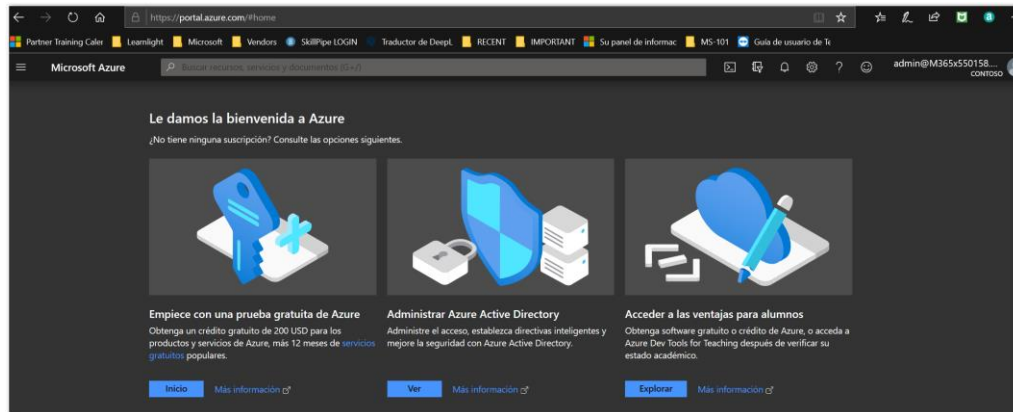 https://portal.azure.com/#home
Partner Training Caler Learnlight Microsoft Vendors SkillPipe LOGIN Traductor de DeepL RECENT IMPORTANT Su panel de informac MS-101 Guía de usuario de Te
Microsoft Azure Buscar recursos, servicios y documentos (G+/) admin@M365x550158....
CONTOSO
Le damos la bienvenida a Azure
¿No tiene ninguna suscripción? Consulte las opciones siguientes.
Empiece con una prueba gratuita de Azure
Obtenga un crédito gratuito de 200 USD para los
productos y servicios de Azure, más 12 meses de servicios
gratuitos populares.
Inicio Más información
Administrar Azure Active Directory
Administre el acceso, establezca directivas inteligentes y
mejore la seguridad con Azure Active Directory.
Ver Más información
Acceder a las ventajas para alumnos
Obtenga software gratuito o crédito de Azure, o acceda a
Azure Dev Tools for Teaching después de verificar su
estado académico.
Explorar Más información